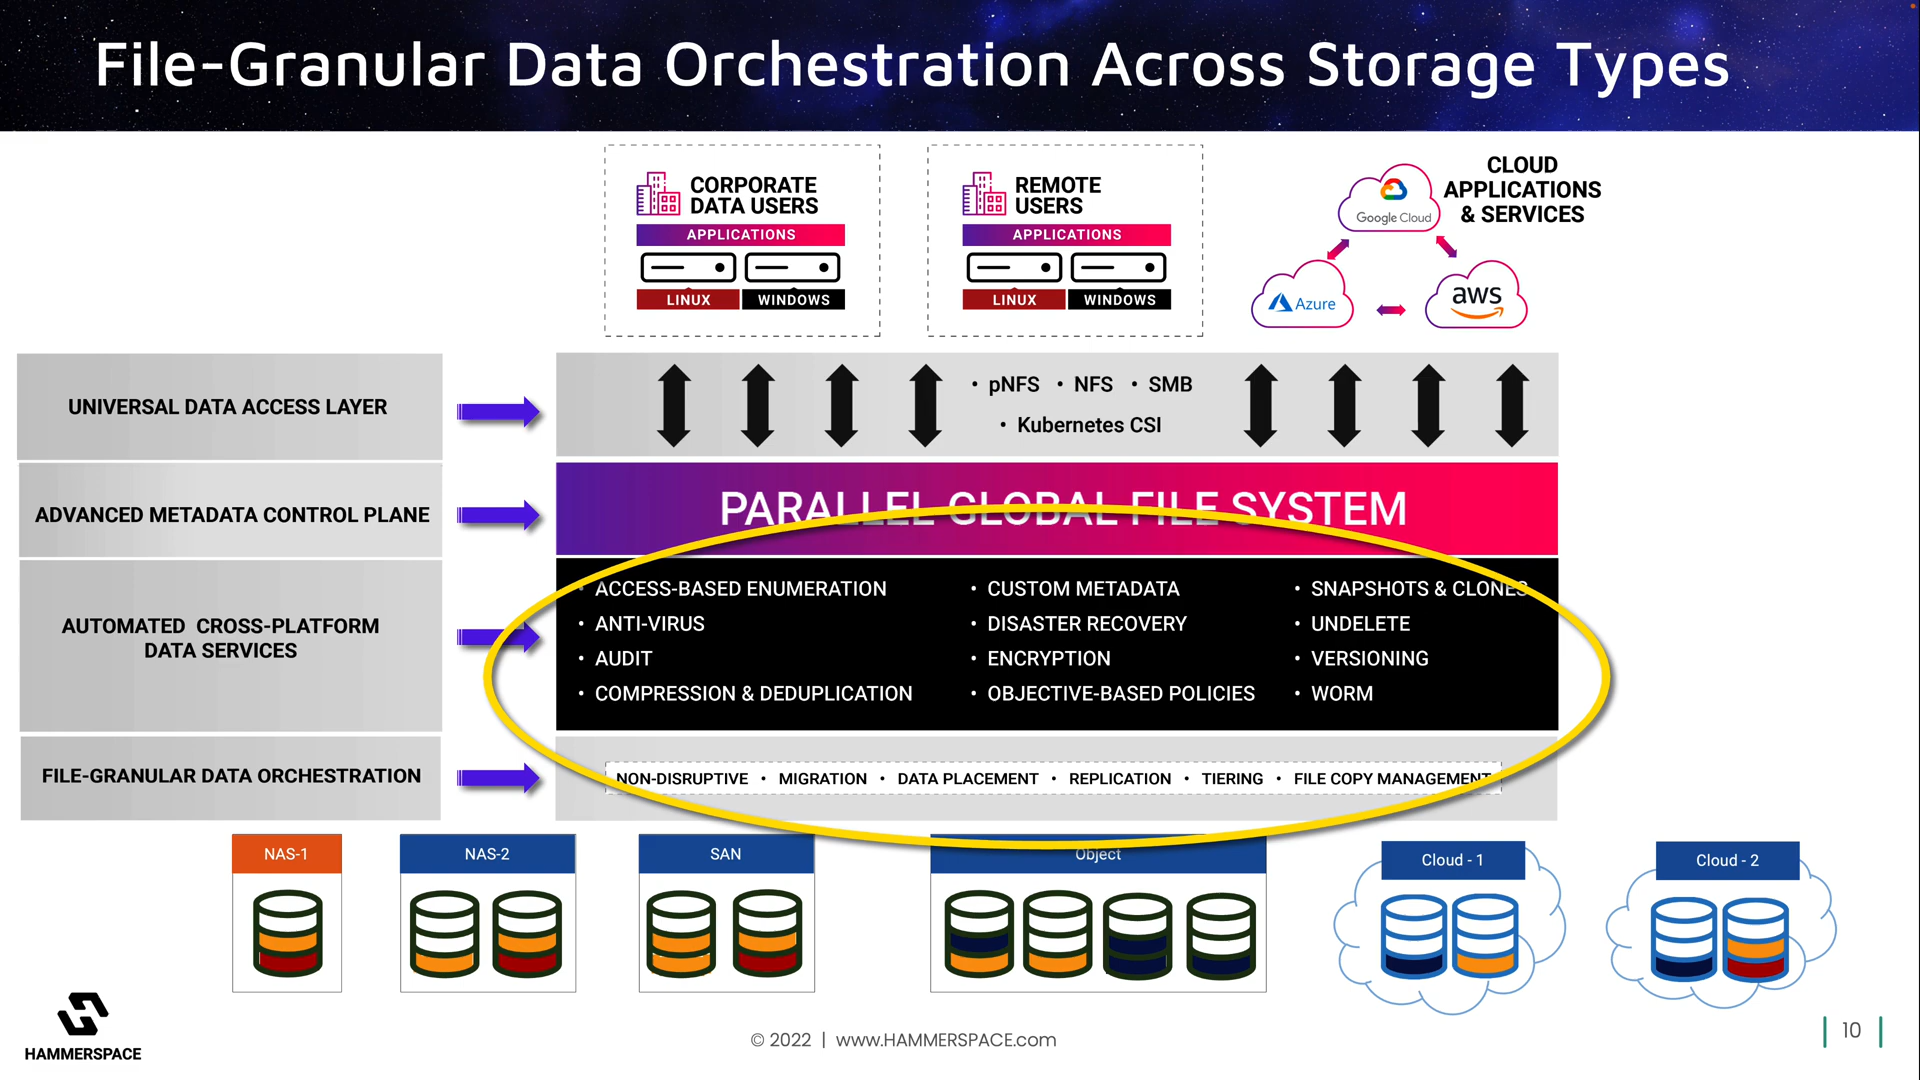 File-Granular Data Orchestration Across Storage Types
CORPORATE
DATA USERS
APPLICATIONS
LINUX
WINDOWS
REMOTE
USERS
APPLICATIONS
LINUX
WINDOWS
CLOUD
APPLICATIONS
& SERVICES
Google Cloud
Azure
aws
UNIVERSAL DATA ACCESS LAYER
• pNFS • NFS • SMB
• Kubernetes CSI
ADVANCED METADATA CONTROL PLANE
PARALLEL GLOBAL FILE SYSTEM
AUTOMATED CROSS-PLATFORM
DATA SERVICES
• ACCESS-BASED ENUMERATION
• ANTI-VIRUS
• AUDIT
• COMPRESSION & DEDUPLICATION
• CUSTOM METADATA
• DISASTER RECOVERY
• ENCRYPTION
• OBJECTIVE-BASED POLICIES
• SNAPSHOTS & CLONES
• UNDELETE
• VERSIONING
• WORM
FILE-GRANULAR DATA ORCHESTRATION
NON-DISRUPTIVE • MIGRATION • DATA PLACEMENT • REPLICATION • TIERING • FILE COPY MANAGEMENT
NAS-1
NAS-2
SAN
Object
Cloud - 1
Cloud - 2
HAMMERSPACE
© 2022 | www.HAMMERSPACE.com
| 10 |